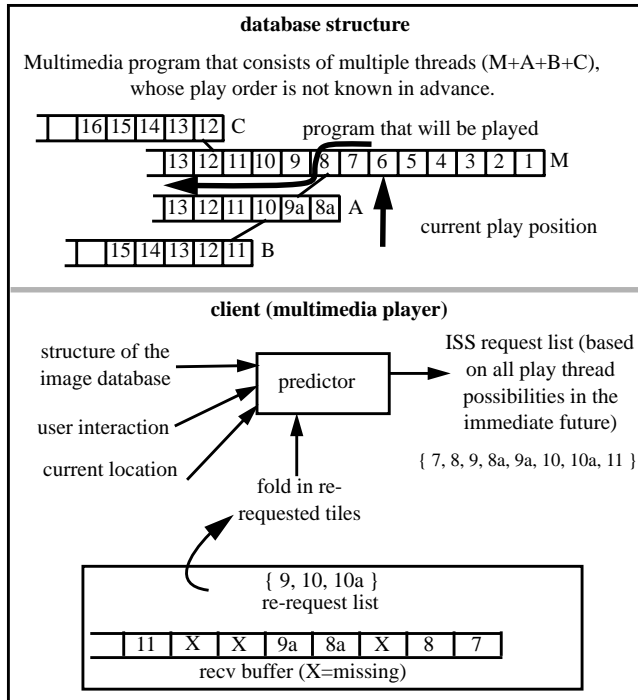 database structure
Multimedia program that consists of multiple threads (M+A+B+C),
whose play order is not known in advance.
16 15 14 13 12 C
program that will be played
13 12 11 10 9 8 7 6 5 4 3 2 1 M
13 12 11 10 9a 8a A
current play position
15 14 13 12 11 B
client (multimedia player)
structure of the
image database
user interaction
current location
predictor
ISS request list (based
on all play thread
possibilities in the
immediate future)
{ 7, 8, 9, 8a, 9a, 10, 10a, 11 }
fold in re-
requested tiles
{ 9, 10, 10a }
re-request list
11 X X 9a 8a X 8 7
recv buffer (X=missing)